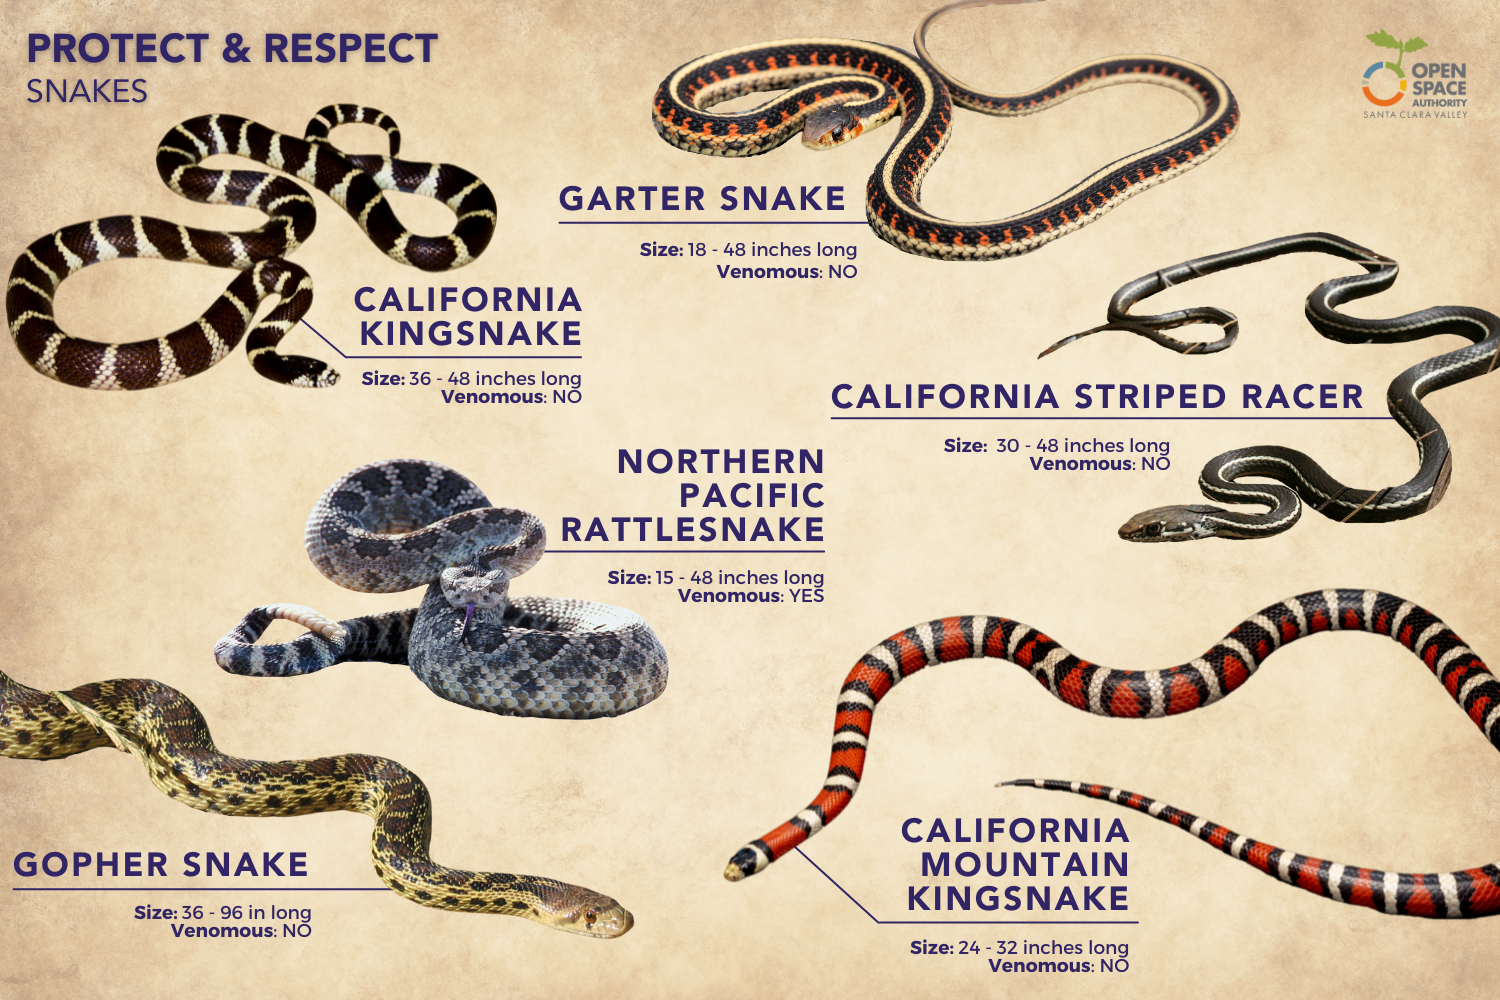 PROTECT & RESPECT
SNAKES
OPEN
SPACE
AUTHORITY
SANTA CLARA VALLEY
GARTER SNAKE
Size: 18 - 48 inches long
Venomous: NO
CALIFORNIA
KINGSNAKE
Size: 36 - 48 inches long
Venomous: NO
CALIFORNIA STRIPED RACER
Size: 30 - 48 inches long
Venomous: NO
NORTHERN
PACIFIC
RATTLESNAKE
Size: 15 - 48 inches long
Venomous: YES
GOPHER SNAKE
Size: 36 - 96 in long
Venomous: NO
CALIFORNIA
MOUNTAIN
KINGSNAKE
Size: 24 - 32 inches long
Venomous: NO